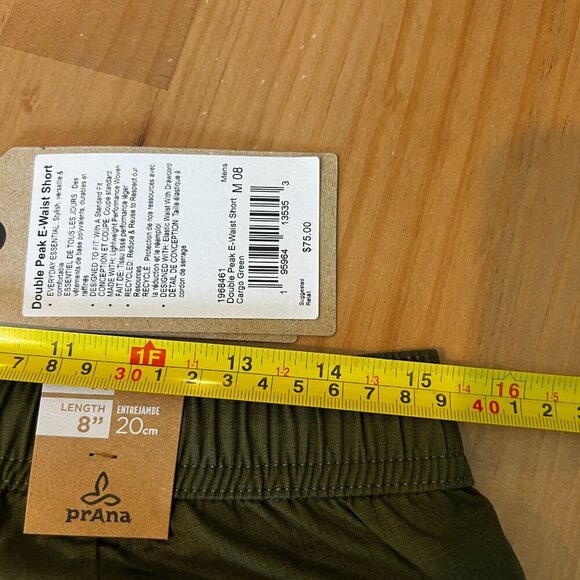 Double Peak E-Waist Short
• EVERYDAY ESSENTIAL: Stylish, versatile &
comfortable
ESSENTIEL DE TOUS LES JOURS: Des
vêtements de base polyvalents, durables et
raffinés
• DESIGNED TO FIT: With A Standard Fit
CONCEPTION ET COUPE: Coupe standard
• MADE WITH: Lightweight Performance Woven
FAIT DE: Tissu tissé performance léger
• RECYCLED: Reduce & Reuse to Respect our
Resources
RECYCLÉ: Protection de nos ressources avec
la réduction et le réemploi
• DESIGNED WITH: Elastic Waist With Drawcord
DÉTAIL DE CONCEPTION: Taille élastique à
cordon de serrage
Mens
1968461
Double Peak E-Waist Short M 08
Cargo Green
1 95964 13535 3
Suggested
Retail
$75.00
11 12 1F 1-1 13 1-2 14 1-3 15 1-4 16 1-5
8 9 30 1 2 3 4 5 6 7 8 9 40 1 2
LENGTH
8”
ENTREJAMBE
20cm
prAna